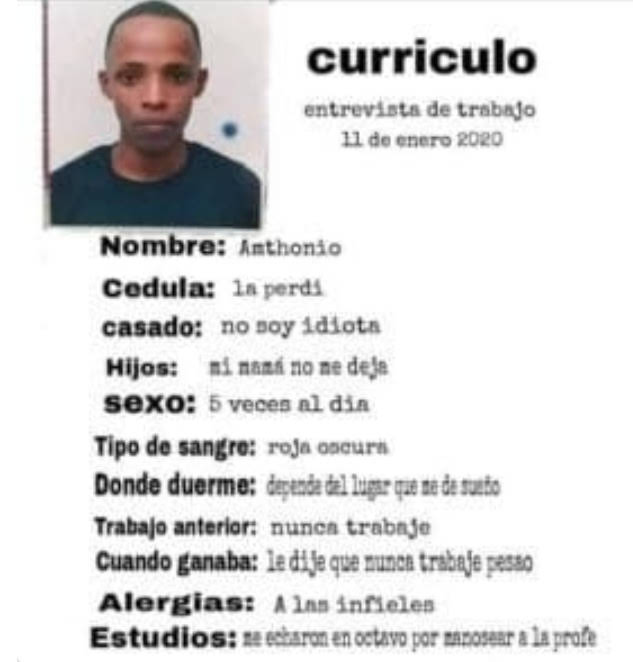 curriculo
entrevista de trabajo
11 de enero 2020
Nombre: Amthonio
Cedula: la perdi
casado: no soy idiota
Hijos: mi mamá no me deja
sexo: 5 veces al dia
Tipo de sangre: roja oscura
Donde duerme: depende del lugar que me de sueño
Trabajo anterior: nunca trabaje
Cuando ganaba: le dije que nunca trabaje pesao
Alergias: A las infieles
Estudios: me echaron en octavo por manosear a la profe